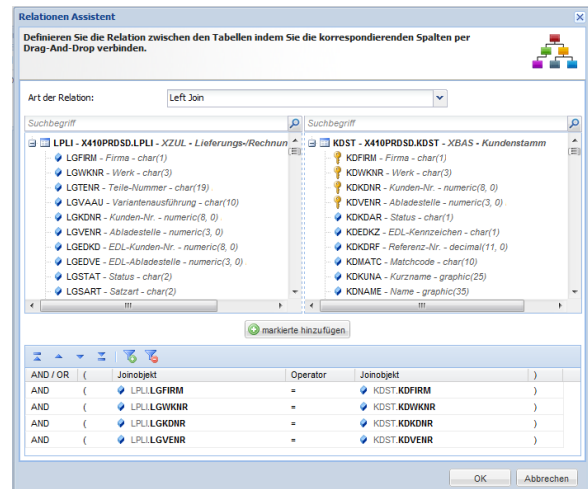 Relationen Assistent
Definieren Sie die Relation zwischen den Tabellen indem Sie die korrespondierenden Spalten per
Drag-And-Drop verbinden.
Art der Relation: Left Join
Suchbegriff
LPLI - X410PRDSD.LPLI - XZUL - Lieferungs-/Rechnun
LGFIRM - Firma - char(1)
LGWKNR - Werk - char(3)
LGTENR - Teile-Nummer - char(19)
LGVAAU - Variantenausführung - char(10)
LGKDNR - Kunden-Nr. - numeric(8, 0)
LGVENR - Abladestelle - numeric(3, 0)
LGEDKD - EDL-Kunden-Nr. - numeric(8, 0)
LGEDVE - EDL-Abladestelle - numeric(3, 0)
LGSTAT - Status - char(2)
LGSART - Satzart - char(2)
Suchbegriff
KDST - X410PRDSD.KDST - XBAS - Kundenstamm
KDFIRM - Firma - char(1)
KDWKNR - Werk - char(3)
KDKDNR - Kunden-Nr. - numeric(8, 0)
KDVENR - Abladestelle - numeric(3, 0)
KDKDAR - Status - char(1)
KDEDKZ - EDL-Kennzeichen - char(1)
KDKDRF - Referenz-Nr. - decimal(11, 0)
KDMATC - Matchcode - char(10)
KDKUNA - Kurzname - graphic(25)
KDNAME - Name - graphic(35)
markierte hinzufügen
AND / OR ( Joinobjekt Operator Joinobjekt )
AND ( LPLI.LGFIRM = KDST.KDFIRM )
AND ( LPLI.LGWKNR = KDST.KDWKNR )
AND ( LPLI.LGKDNR = KDST.KDKDNR )
AND ( LPLI.LGVENR = KDST.KDVENR )
OK Abbrechen